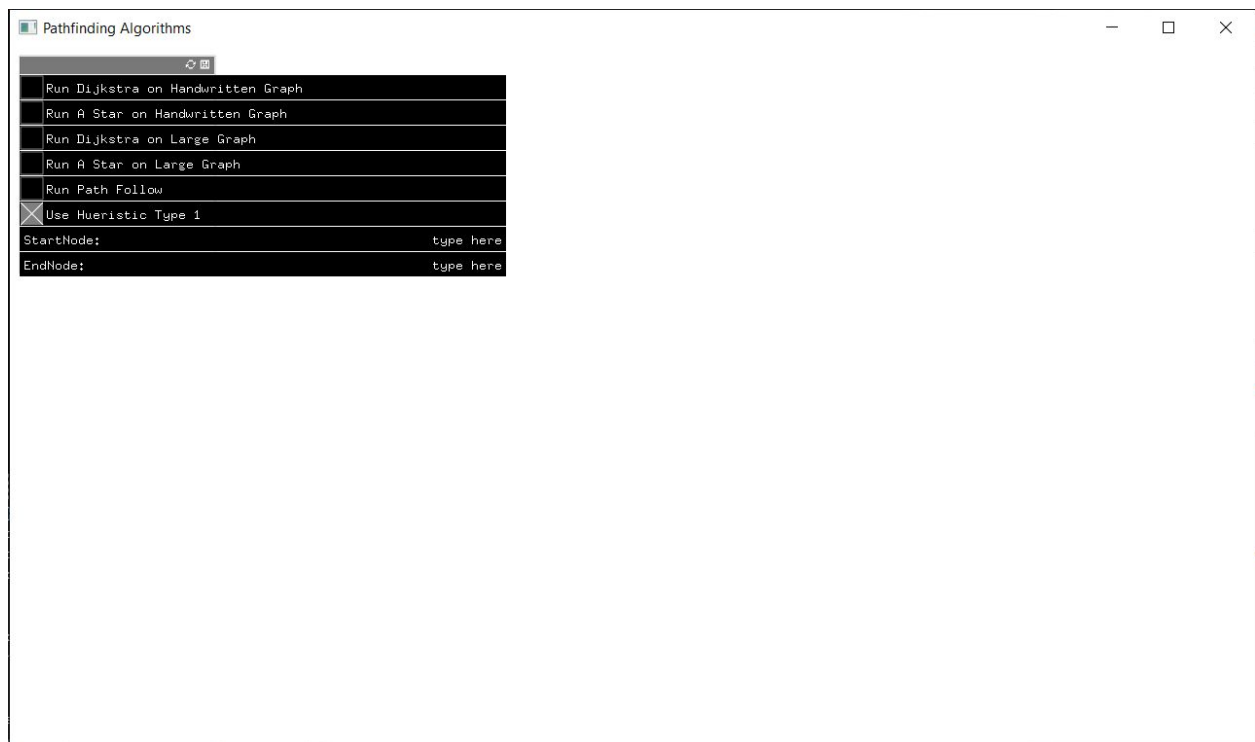 Pathfinding Algorithms
Run Dijkstra on Handwritten Graph
Run A Star on Handwritten Graph
Run Dijkstra on Large Graph
Run A Star on Large Graph
Run Path Follow
Use Hueristic Type 1
StartNode: type here
EndNode: type here